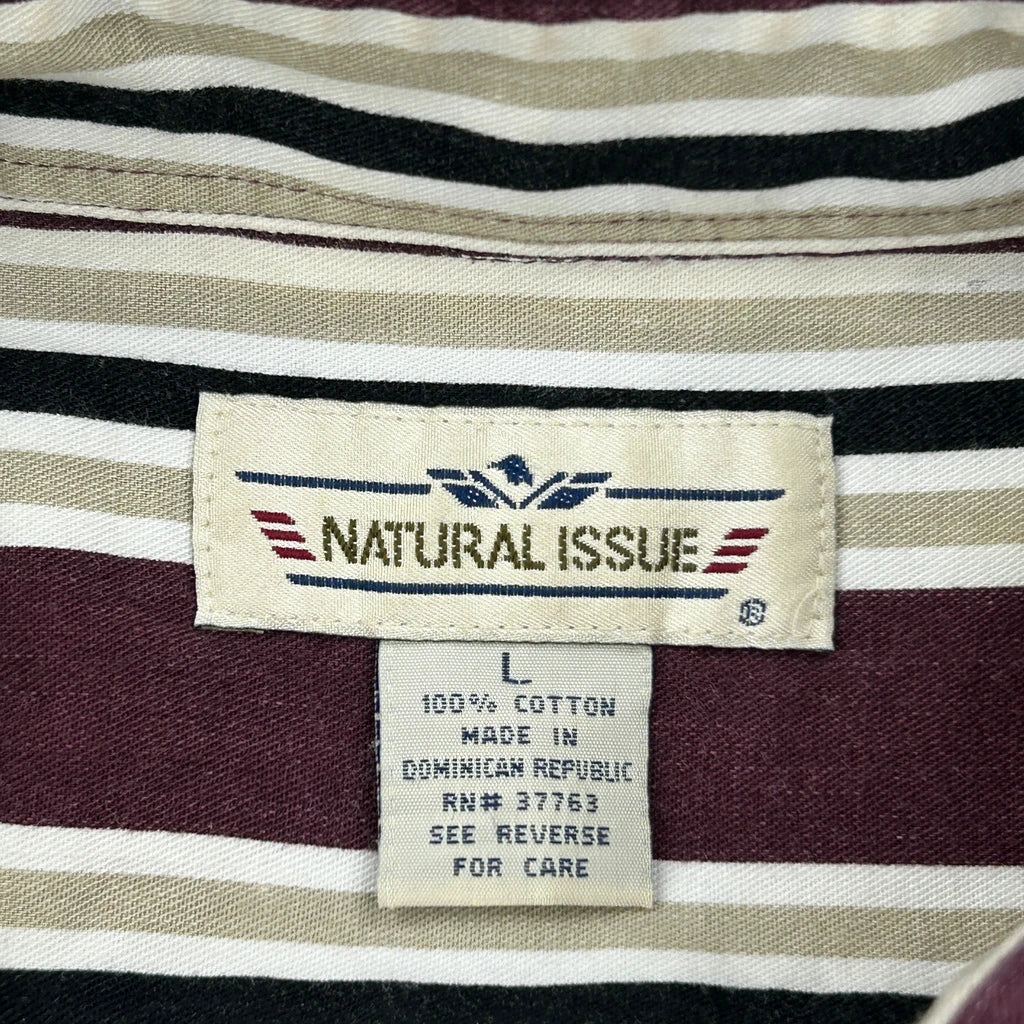 NATURAL ISSUE
®
L
100% COTTON
MADE IN
DOMINICAN REPUBLIC
RN# 37763
SEE REVERSE
FOR CARE